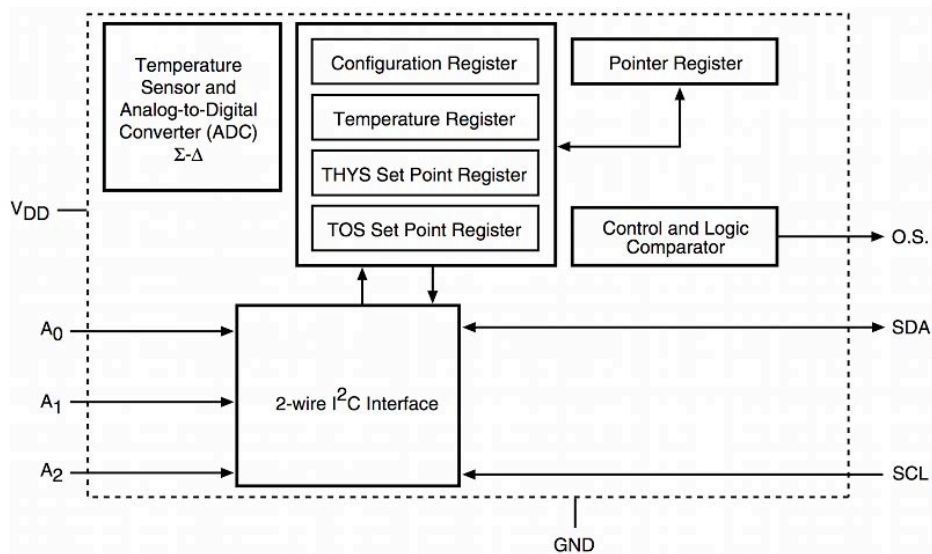 Temperature
Sensor and
Analog-to-Digital
Converter (ADC)
Σ-Δ
Configuration Register
Temperature Register
THYS Set Point Register
TOS Set Point Register
Pointer Register
Control and Logic
Comparator
VDD
O.S.
A0
SDA
A1
2-wire I2C Interface
A2
SCL
GND